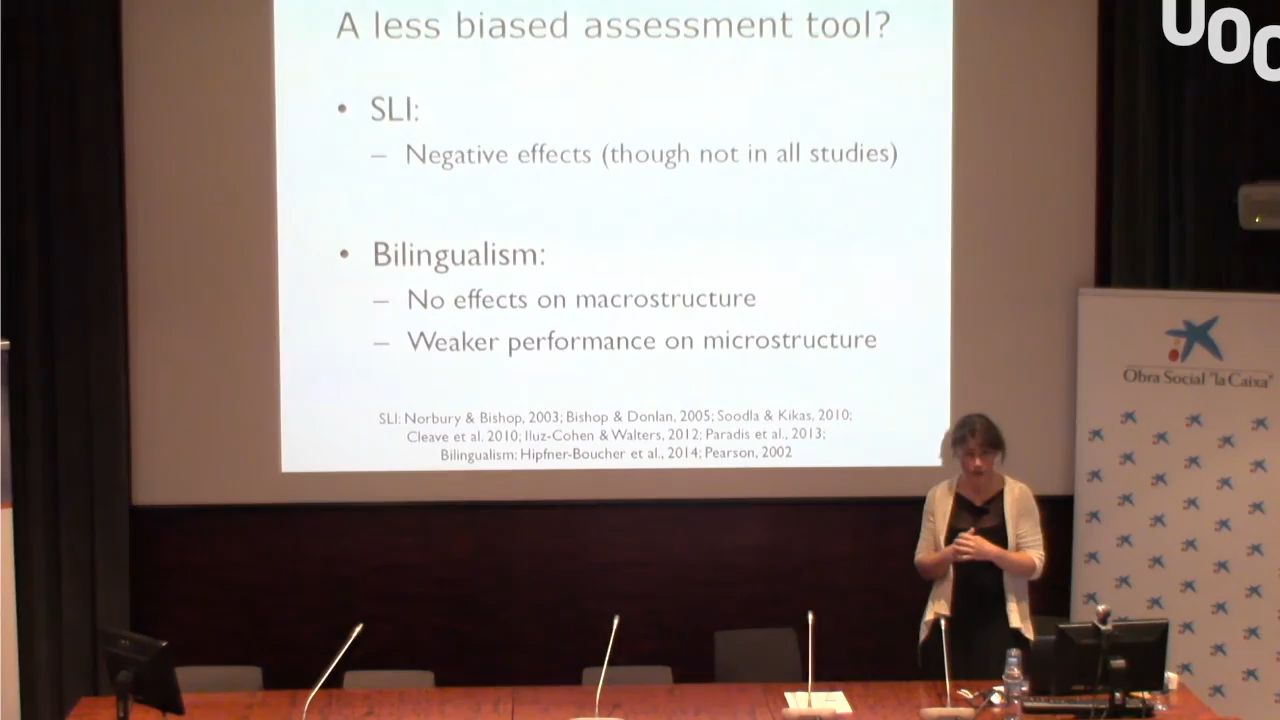 UOC
A less biased assessment tool?
• SLI:
– Negative effects (though not in all studies)
• Bilingualism:
– No effects on macrostructure
– Weaker performance on microstructure
SLI: Norbury & Bishop, 2003; Bishop & Donlan, 2005; Soodla & Kikas, 2010;
Cleave et al. 2010; Iluz-Cohen & Walters, 2012; Paradis et al., 2013;
Bilingualism: Hipfner-Boucher et al., 2014; Pearson, 2002
Obra Social "la Caixa"